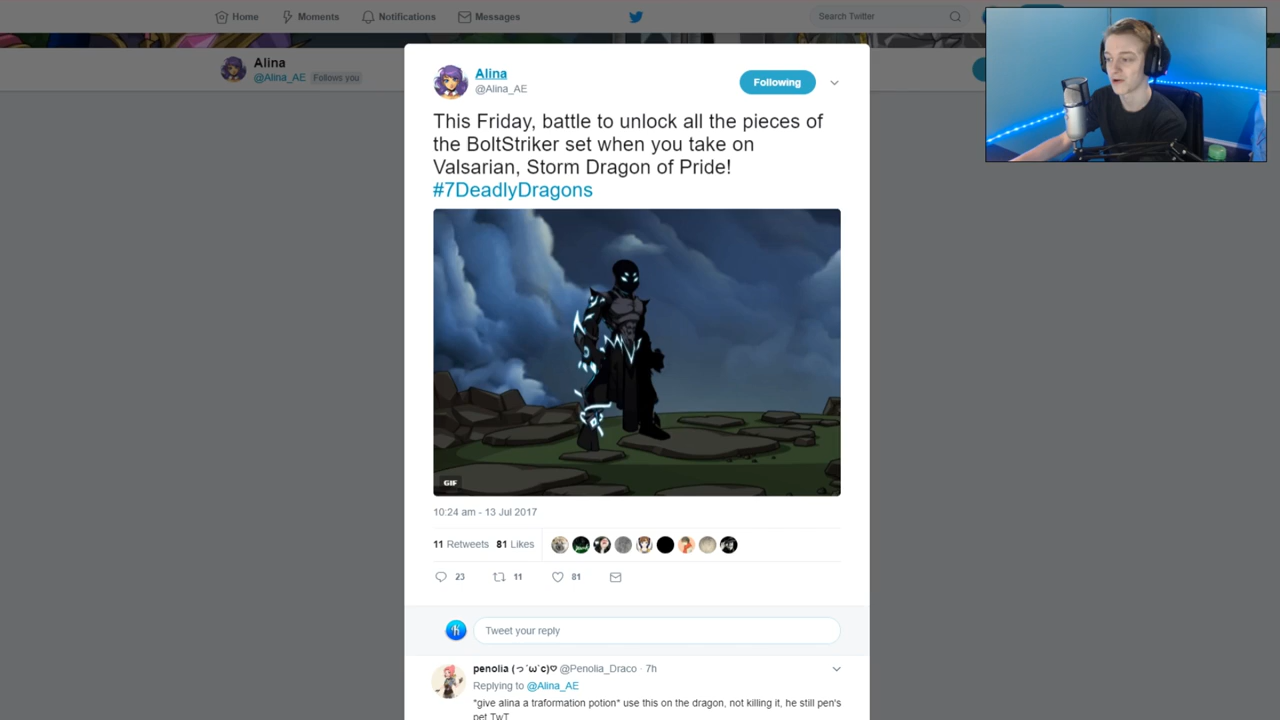 Home
Moments
Notifications
Messages
Search Twitter
Alina
@Alina_AE Follows you
Alina
@Alina_AE
Following
This Friday, battle to unlock all the pieces of
the BoltStriker set when you take on
Valsarian, Storm Dragon of Pride!
#7DeadlyDragons
GIF
10:24 am - 13 Jul 2017
11 Retweets 81 Likes
23 11 81
Tweet your reply
penolia (っ´ω`c)♡ @Penolia_Draco · 7h
Replying to @Alina_AE
*give alina a traformation potion* use this on the dragon, not killing it, he still pen's
pet TwT